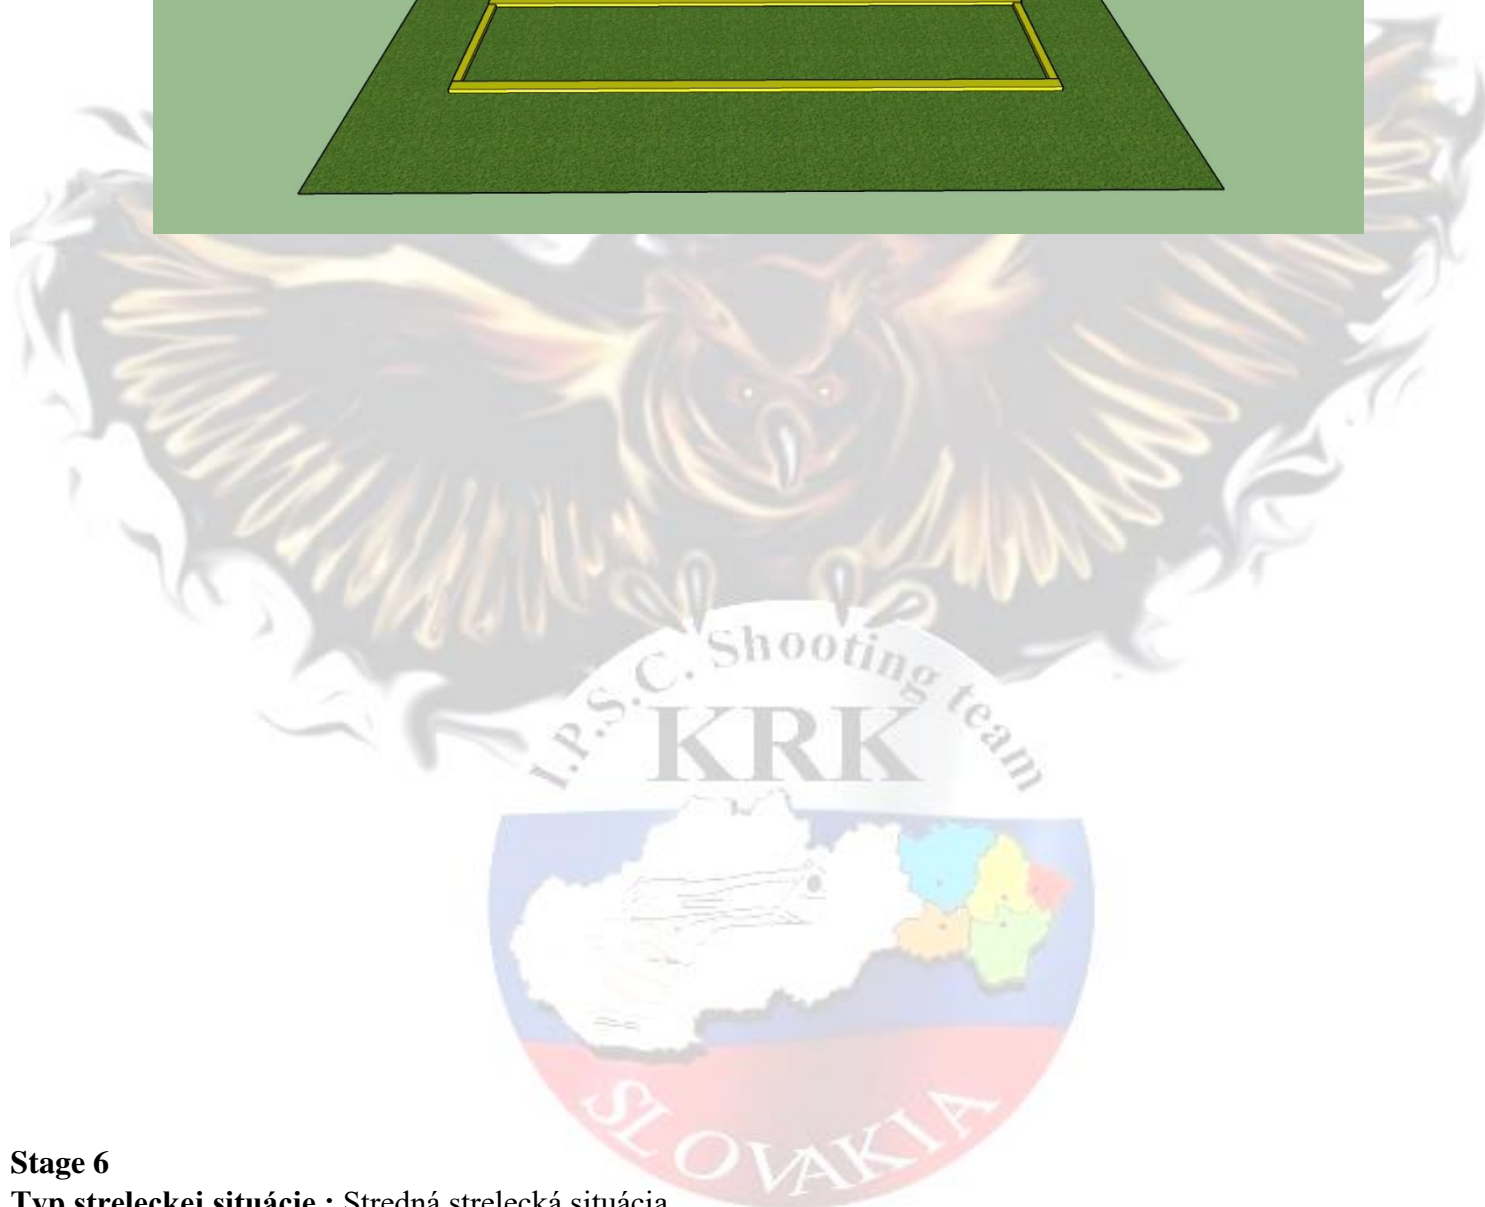 I.P.S.C. Shooting team
KRK
SLOVAKIA
Stage 6
Typ streleckej situácie : Stredná strelecká situácia